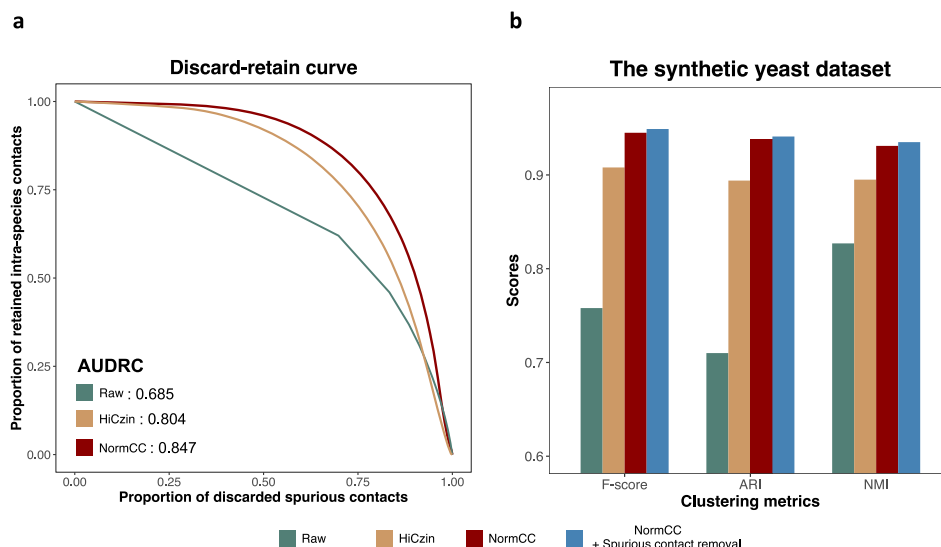 a
Discard-retain curve
Proportion of retained intra-species contacts
1.00
0.75
0.50
0.25
0.00
AUDRC
Raw : 0.685
HiCzin : 0.804
NormCC : 0.847
0.00 0.25 0.50 0.75 1.00
Proportion of discarded spurious contacts
b
The synthetic yeast dataset
Scores
0.9
0.8
0.7
0.6
F-score ARI NMI
Clustering metrics
Raw HiCzin NormCC NormCC
+ Spurious contact removal